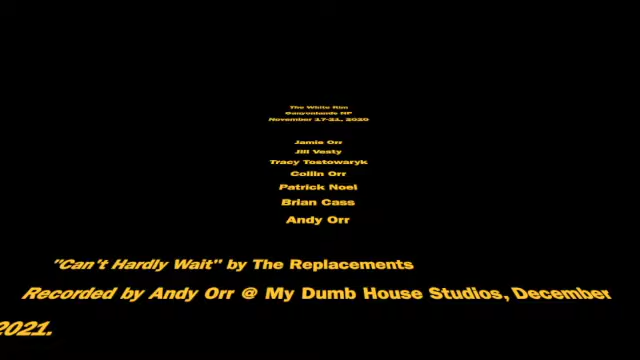 The White Rim
Canyonlands NP
November 17-21, 2020
Jamie Orr
Jill Vesty
Tracy Tostowaryk
Collin Orr
Patrick Noel
Brian Cass
Andy Orr
"Can't Hardly Wait" by The Replacements
Recorded by Andy Orr @ My Dumb House Studios, December
2021.